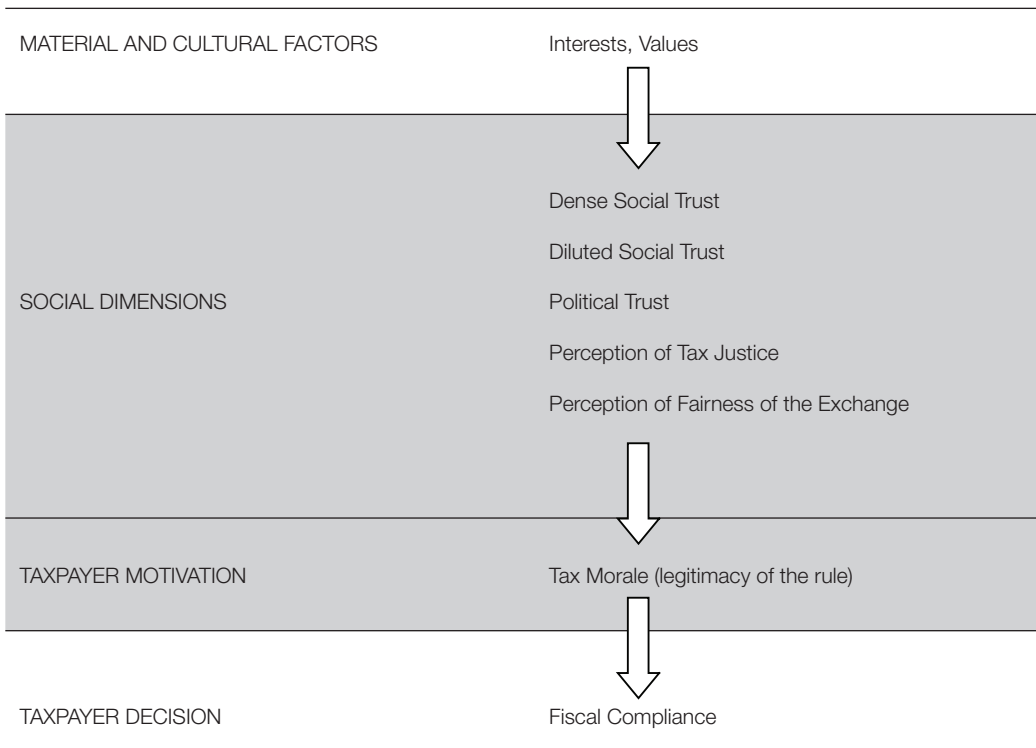 MATERIAL AND CULTURAL FACTORS
Interests, Values
Dense Social Trust
Diluted Social Trust
SOCIAL DIMENSIONS
Political Trust
Perception of Tax Justice
Perception of Fairness of the Exchange
TAXPAYER MOTIVATION
Tax Morale (legitimacy of the rule)
TAXPAYER DECISION
Fiscal Compliance